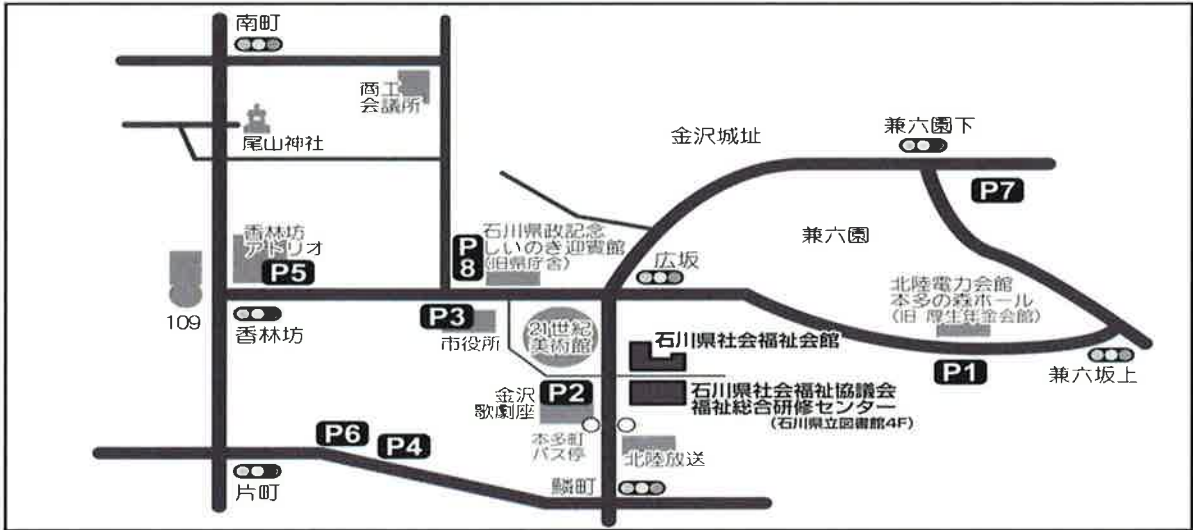 南町
商工
会議所
尾山神社
金沢城址
兼六園下
P7
香林坊
アトリオ
P5
P
8
石川県政記念
しいのき迎賓館
(旧県庁舎)
広坂
兼六園
北陸電力会館
本多の森ホール
(旧 厚生年金会館)
109
香林坊
P3
市役所
21世紀
美術館
石川県社会福祉会館
P1
兼六坂上
金沢
歌劇座
P2
石川県社会福祉協議会
福祉総合研修センター
(石川県立図書館4F)
P6
P4
本多町
バス停
北陸放送
片町
鱗町